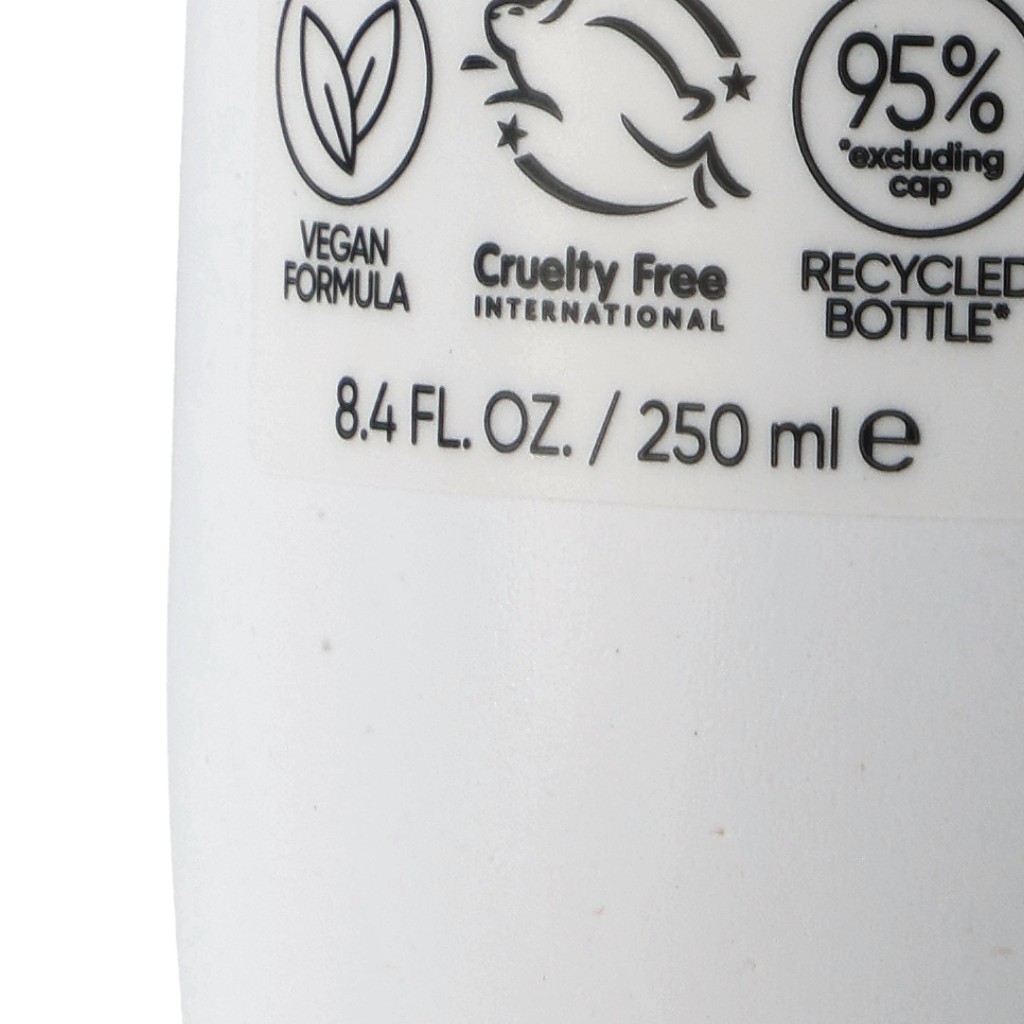 95%
*excluding
cap
VEGAN
FORMULA
Cruelty Free
INTERNATIONAL
RECYCLED
BOTTLE*
8.4 FL. OZ. / 250 ml e